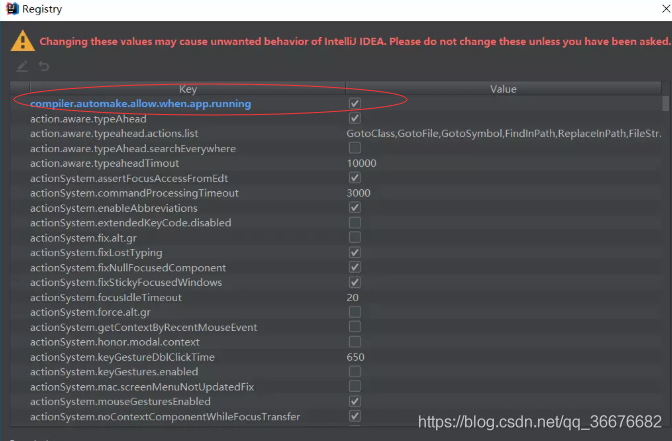 Registry
Changing these values may cause unwanted behavior of IntelliJ IDEA. Please do not change these unless you have been asked.
Key Value
compiler.automake.allow.when.app.running
action.aware.typeAhead
action.aware.typeahead.actions.list GotoClass,GotoFile,GotoSymbol,FindInPath,ReplaceInPath,FileStr
action.aware.typeAhead.searchEverywhere
action.aware.typeaheadTimout 10000
actionSystem.assertFocusAccessFromEdt
actionSystem.commandProcessingTimeout 3000
actionSystem.enableAbbreviations
actionSystem.extendedKeyCode.disabled
actionSystem.fix.alt.gr
actionSystem.fixLostTyping
actionSystem.fixNullFocusedComponent
actionSystem.fixStickyFocusedWindows
actionSystem.focusIdleTimeout 20
actionSystem.force.alt.gr
actionSystem.getContextByRecentMouseEvent
actionSystem.honor.modal.context
actionSystem.keyGestureDblClickTime 650
actionSystem.keyGestures.enabled
actionSystem.mac.screenMenuNotUpdatedFix
actionSystem.mouseGesturesEnabled
actionSystem.noContextComponentWhileFocusTransfer
https://blog.csdn.net/qq_36676682